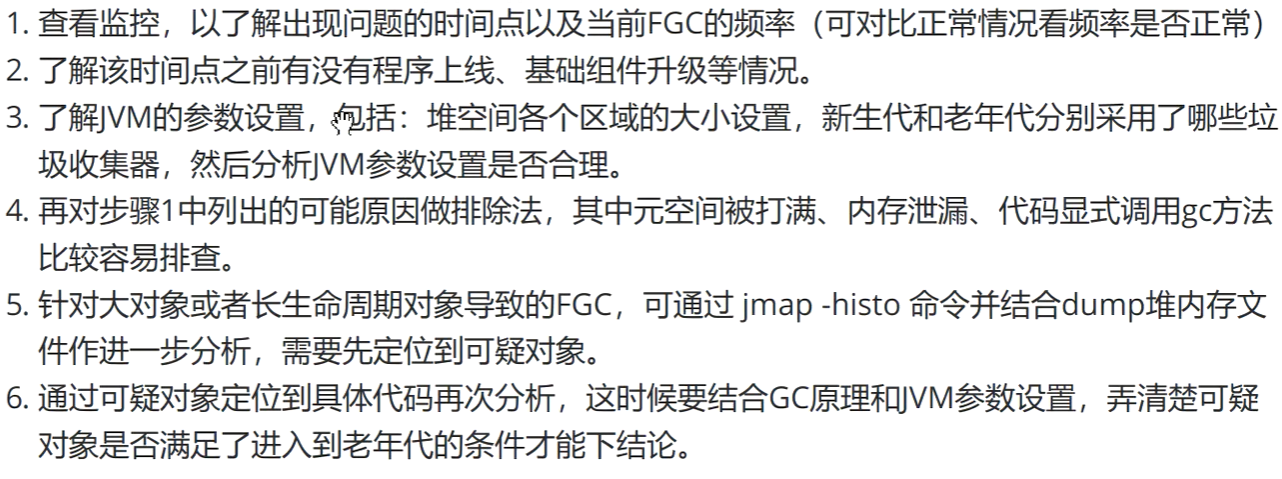 1. 查看监控，以了解出现问题的时间点以及当前FGC的频率（可对比正常情况看频率是否正常）
2. 了解该时间点之前有没有程序上线、基础组件升级等情况。
3. 了解JVM的参数设置，包括：堆空间各个区域的大小设置，新生代和老年代分别采用了哪些垃
圾收集器，然后分析JVM参数设置是否合理。
4. 再对步骤1中列出的可能原因做排除法，其中元空间被打满、内存泄漏、代码显式调用gc方法
比较容易排查。
5. 针对大对象或者长生命周期对象导致的FGC，可通过 jmap -histo 命令并结合dump堆内存文
件作进一步分析，需要先定位到可疑对象。
6. 通过可疑对象定位到具体代码再次分析，这时候要结合GC原理和JVM参数设置，弄清楚可疑
对象是否满足了进入到老年代的条件才能下结论。